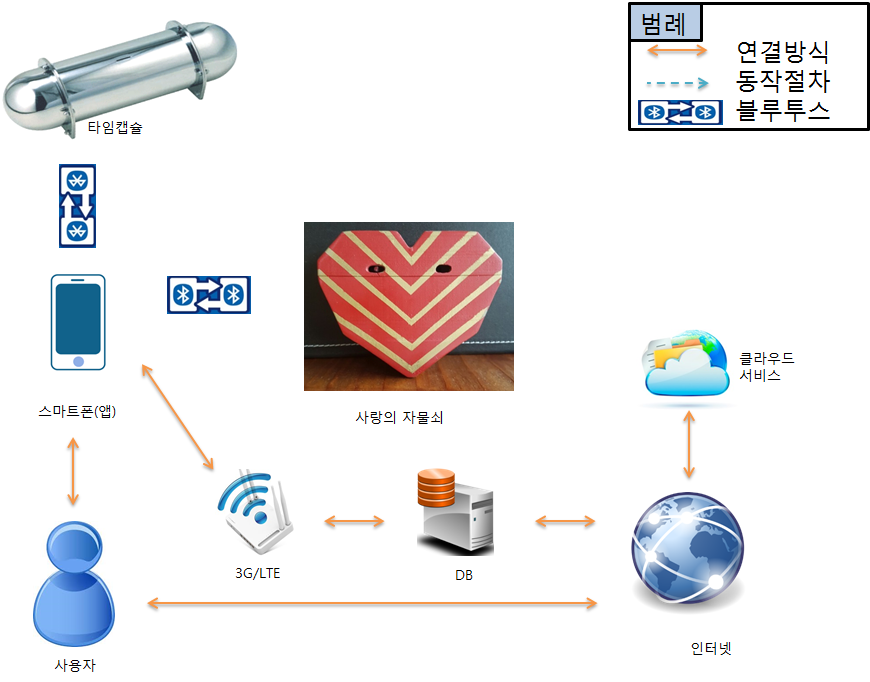 범례
연결방식
동작절차
블루투스
타임캡슐
스마트폰(앱)
사랑의 자물쇠
클라우드
서비스
3G/LTE
DB
사용자
인터넷